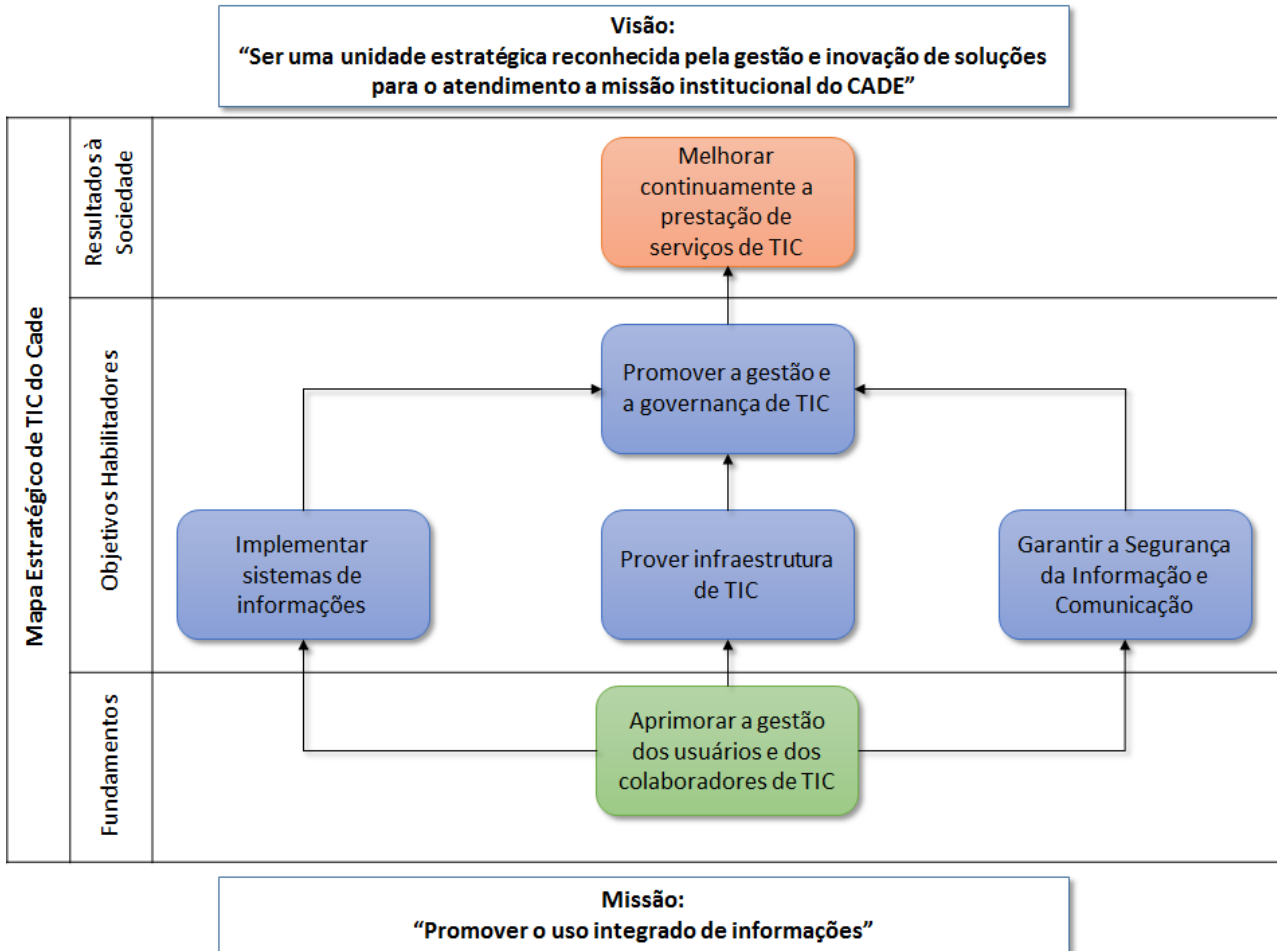 Visão:
“Ser uma unidade estratégica reconhecida pela gestão e inovação de soluções
para o atendimento a missão institucional do CADE”
Mapa Estratégico de TIC do Cade
Resultados à
Sociedade
Melhorar
continuamente a
prestação de
serviços de TIC
Objetivos Habilitadores
Promover a gestão e
a governança de TIC
Implementar
sistemas de
informações
Prover infraestrutura
de TIC
Garantir a Segurança
da Informação e
Comunicação
Fundamentos
Aprimorar a gestão
dos usuários e dos
colaboradores de TIC
Missão:
“Promover o uso integrado de informações”